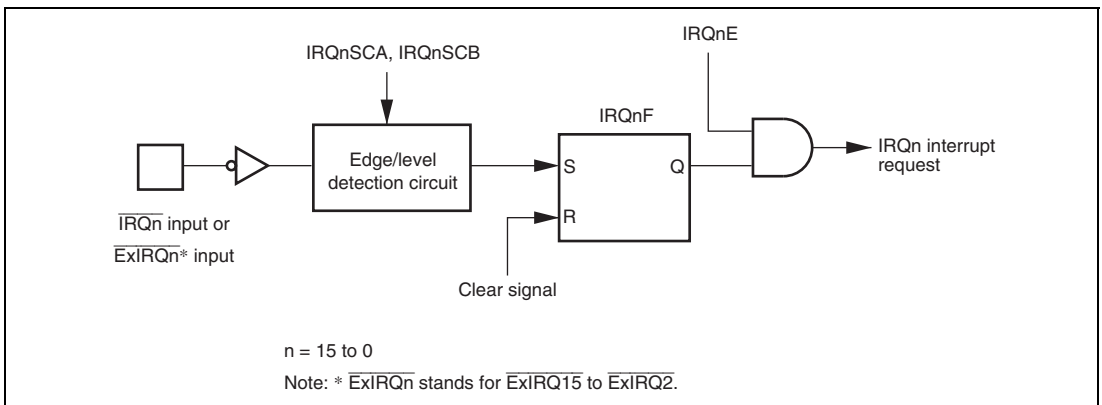 IRQnE
IRQnSCA, IRQnSCB
IRQnF
Edge/level
detection circuit
S
Q
R
IRQn interrupt
request
IRQn input or
ExIRQn* input
Clear signal
n = 15 to 0
Note: * ExIRQn stands for ExIRQ15 to ExIRQ2.